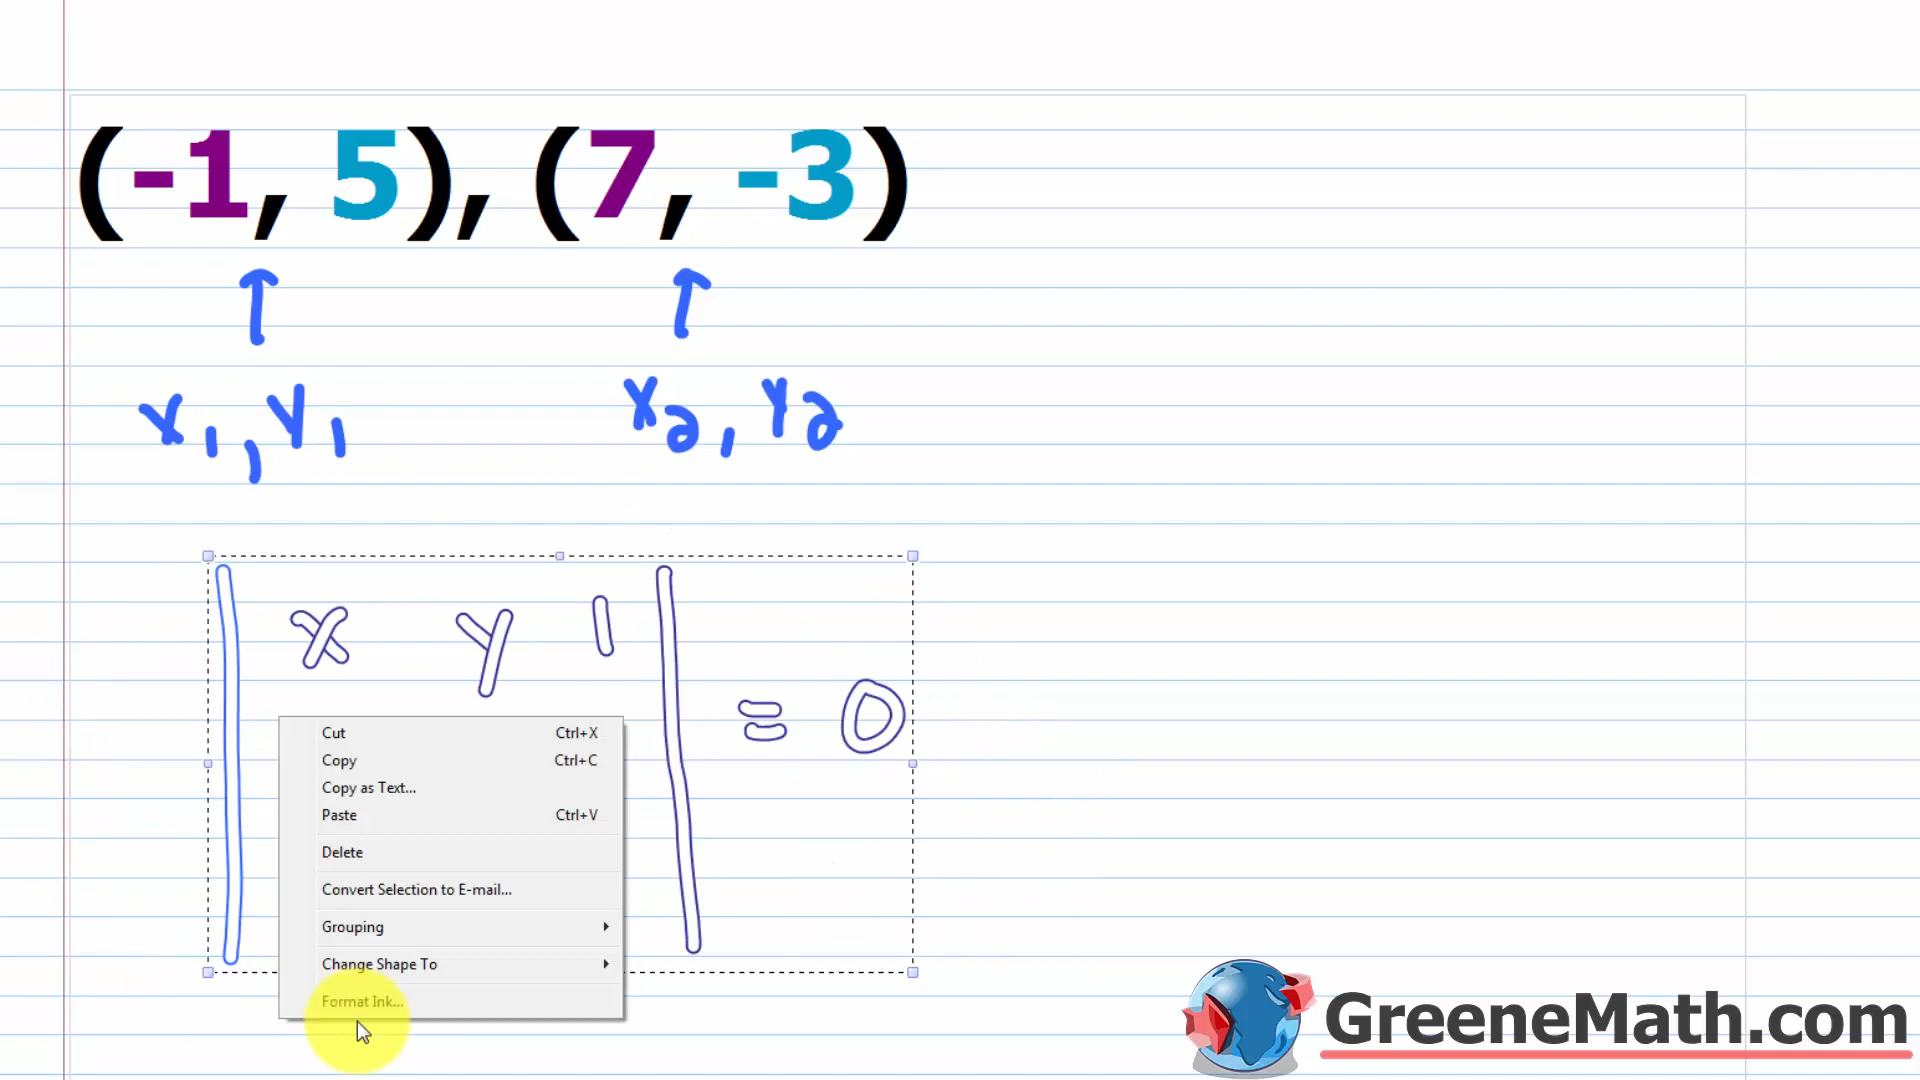 (-1, 5), (7, -3)
x₁, y₁ x₂, y₂
x y 1
= 0
Cut Ctrl+X
Copy Ctrl+C
Copy as Text...
Paste Ctrl+V
Delete
Convert Selection to E-mail...
Grouping
Change Shape To
Format Ink...
GreeneMath.com